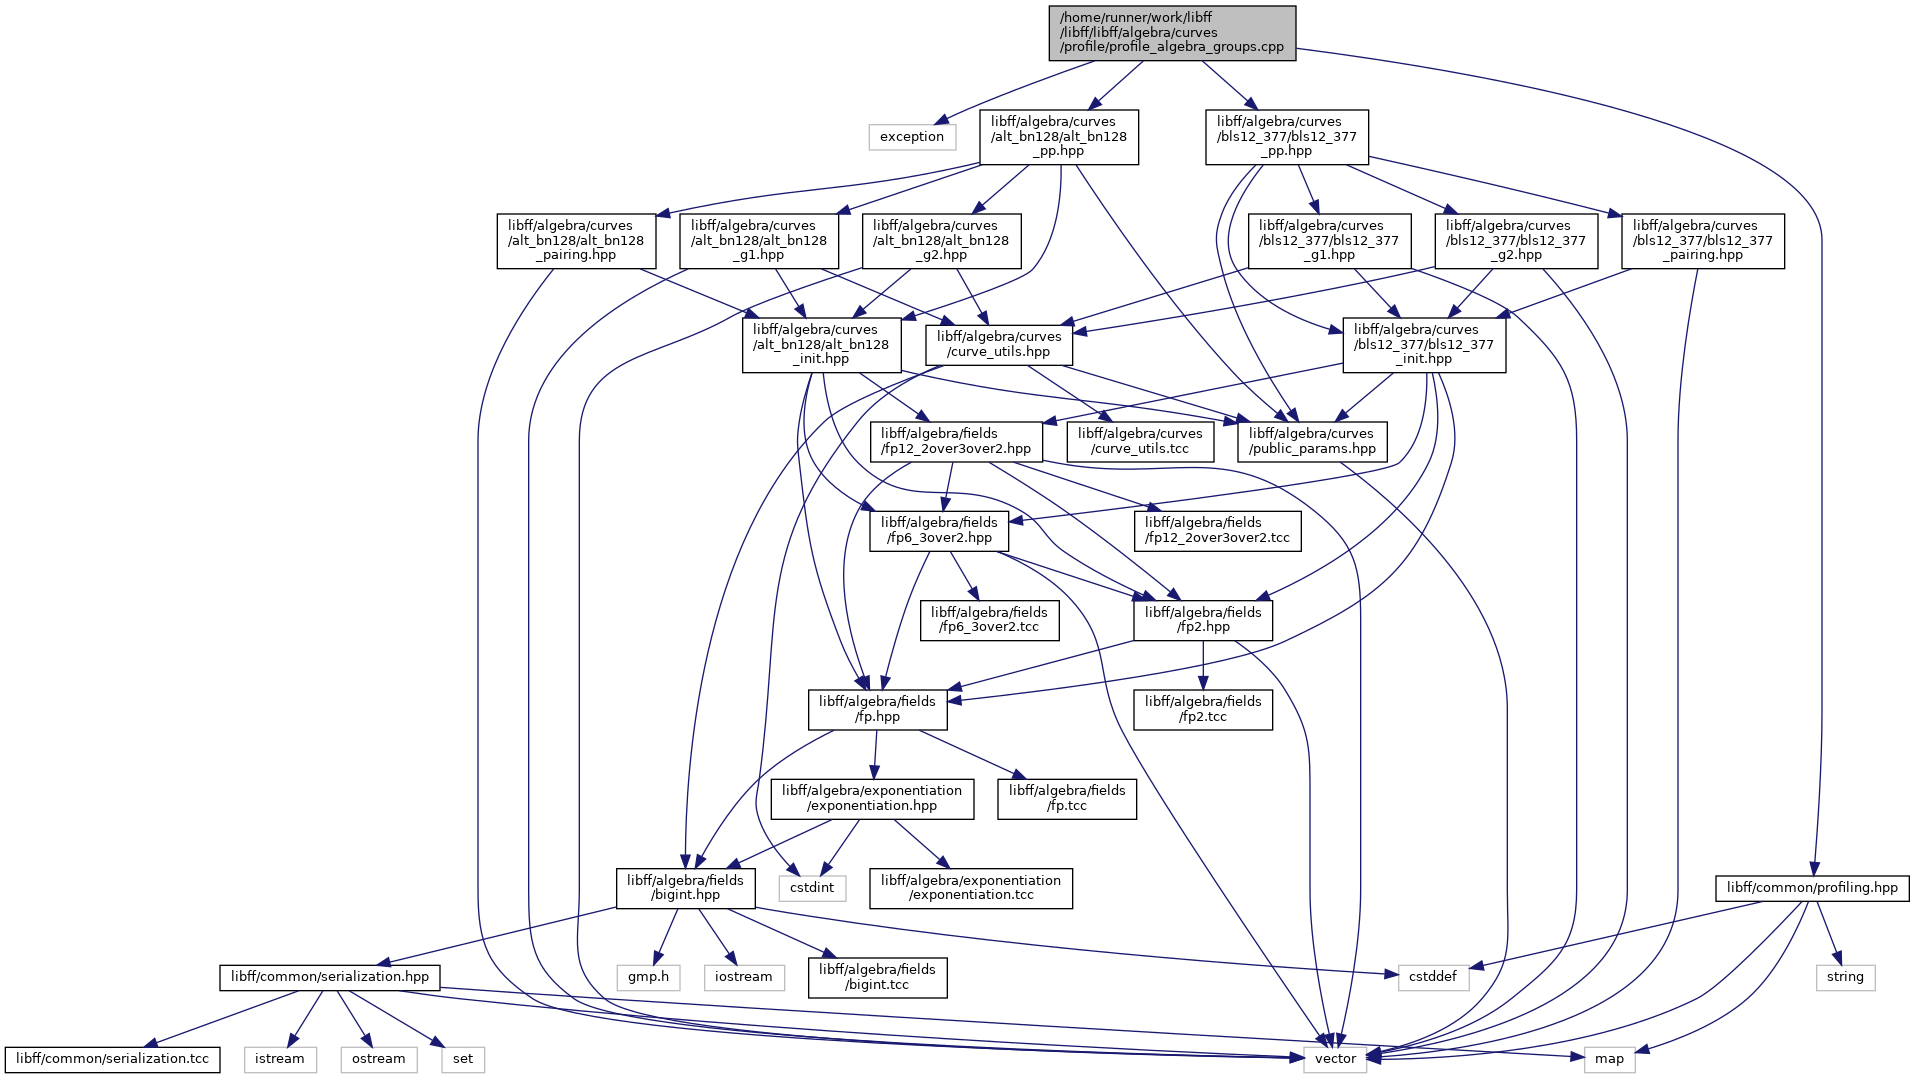 /home/runner/work/libff
/libff/libff/algebra/curves
/profile/profile_algebra_groups.cpp
exception
libff/algebra/curves
/alt_bn128/alt_bn128
_pp.hpp
libff/algebra/curves
/bls12_377/bls12_377
_pp.hpp
libff/algebra/curves
/alt_bn128/alt_bn128
_pairing.hpp
libff/algebra/curves
/alt_bn128/alt_bn128
_g1.hpp
libff/algebra/curves
/alt_bn128/alt_bn128
_g2.hpp
libff/algebra/curves
/bls12_377/bls12_377
_g1.hpp
libff/algebra/curves
/bls12_377/bls12_377
_g2.hpp
libff/algebra/curves
/bls12_377/bls12_377
_pairing.hpp
libff/algebra/curves
/alt_bn128/alt_bn128
_init.hpp
libff/algebra/curves
/curve_utils.hpp
libff/algebra/curves
/bls12_377/bls12_377
_init.hpp
libff/algebra/fields
/fp12_2over3over2.hpp
libff/algebra/curves
/curve_utils.tcc
libff/algebra/curves
/public_params.hpp
libff/algebra/fields
/fp6_3over2.hpp
libff/algebra/fields
/fp12_2over3over2.tcc
libff/algebra/fields
/fp6_3over2.tcc
libff/algebra/fields
/fp2.hpp
libff/algebra/fields
/fp.hpp
libff/algebra/fields
/fp2.tcc
libff/algebra/exponentiation
/exponentiation.hpp
libff/algebra/fields
/fp.tcc
libff/algebra/fields
/bigint.hpp
cstdint
libff/algebra/exponentiation
/exponentiation.tcc
libff/common/profiling.hpp
libff/common/serialization.hpp
gmp.h
iostream
libff/algebra/fields
/bigint.tcc
cstddef
string
libff/common/serialization.tcc
istream
ostream
set
vector
map